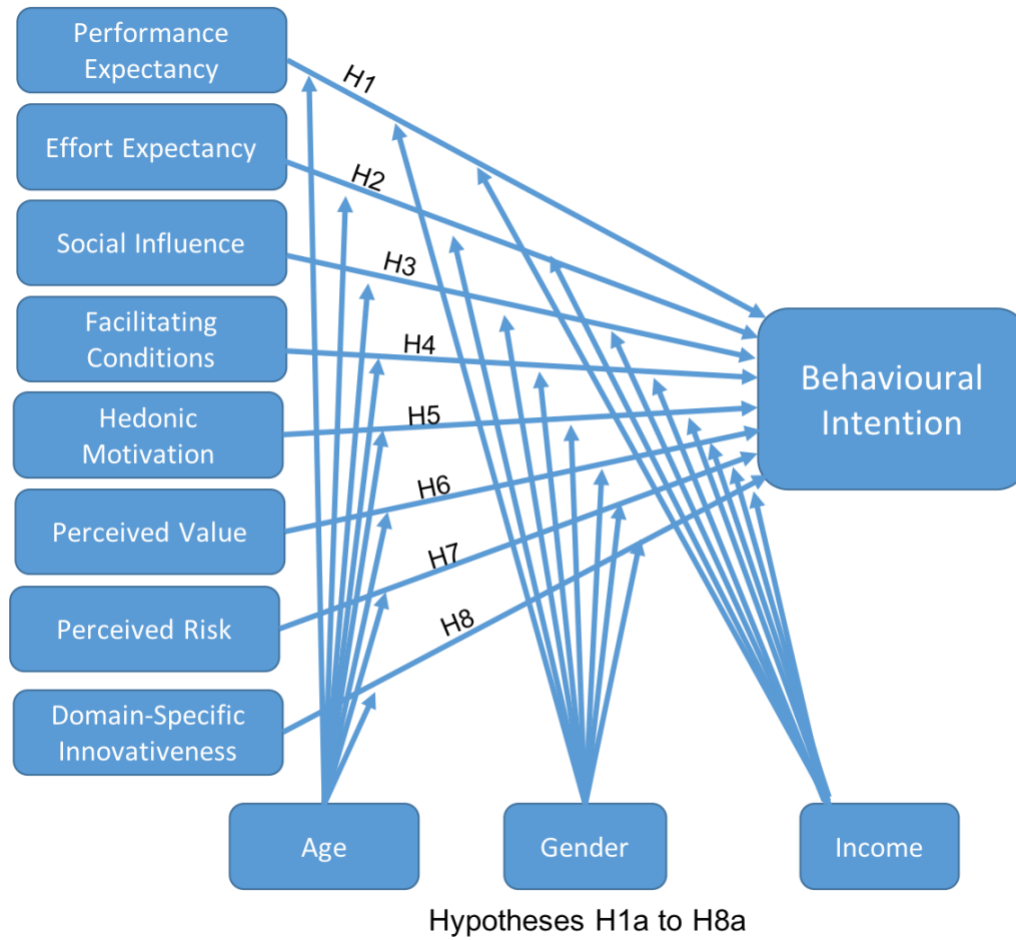 Performance
Expectancy
H1
Effort Expectancy
H2
Social Influence
H3
Facilitating
Conditions
H4
Hedonic
Motivation
H5
Perceived Value
H6
Perceived Risk
H7
Domain-Specific
Innovativeness
H8
Behavioural
Intention
Age
Gender
Income
Hypotheses H1a to H8a